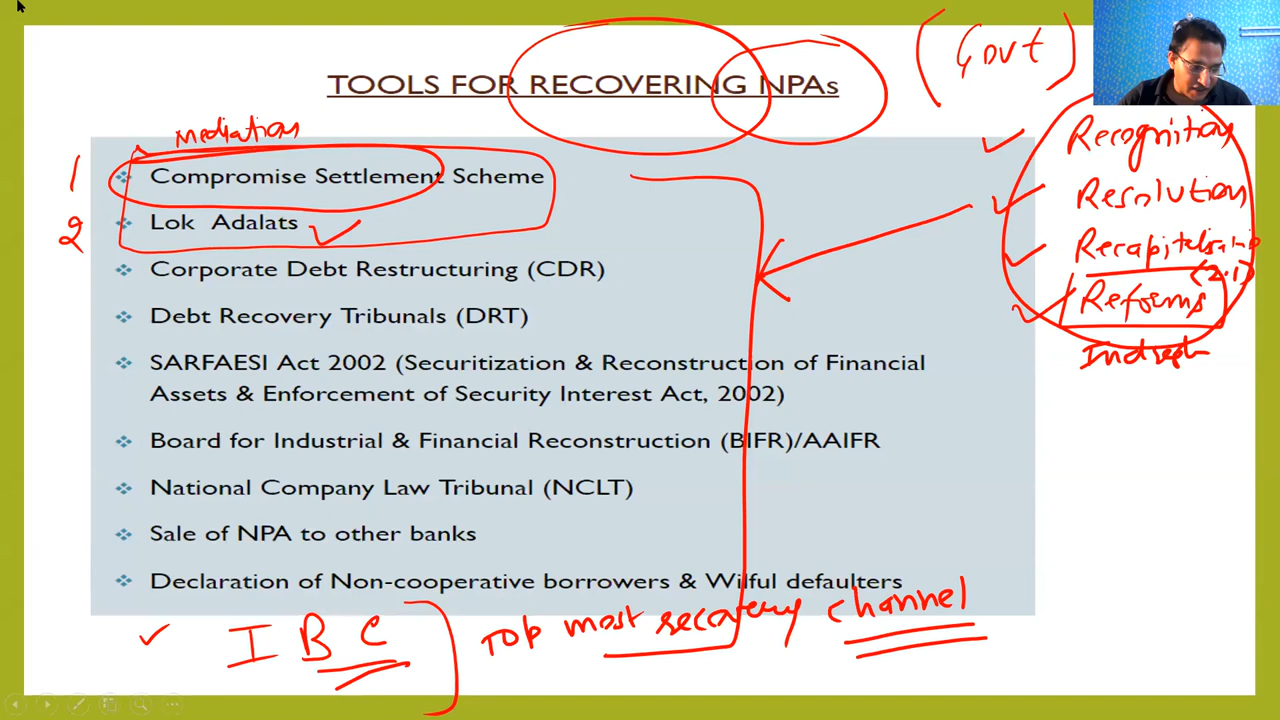 (Govt)
TOOLS FOR RECOVERING NPAs
Recognition
Mediation
1 Compromise Settlement Scheme
Resolution
2 Lok Adalats
Recapitalisation
(2.1)
Corporate Debt Restructuring (CDR)
Reforms
Debt Recovery Tribunals (DRT)
SARFAESI Act 2002 (Securitization & Reconstruction of Financial
Assets & Enforcement of Security Interest Act, 2002)
Board for Industrial & Financial Reconstruction (BIFR)/AAIFR
National Company Law Tribunal (NCLT)
Sale of NPA to other banks
Declaration of Non-cooperative borrowers & Wilful defaulters
IBC Top most recovery channel